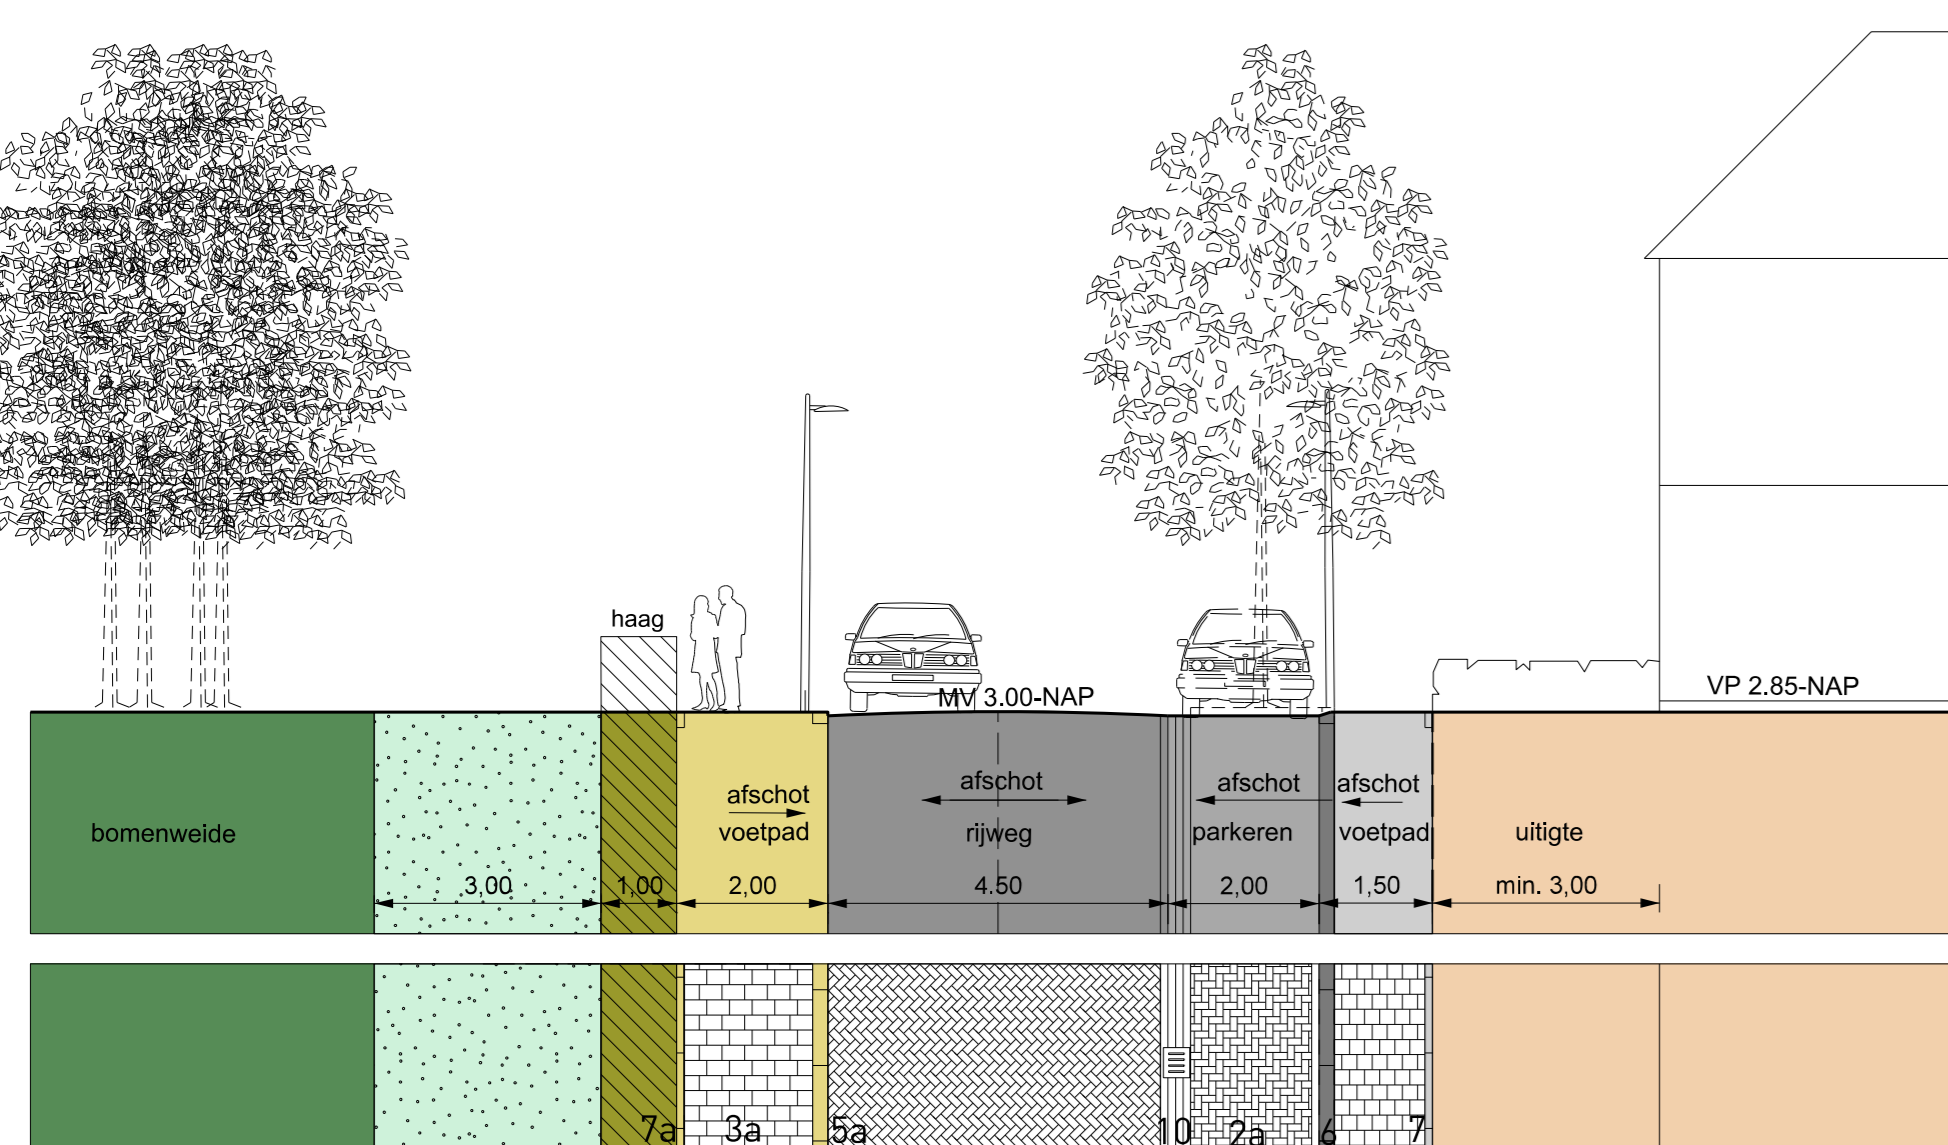 haag
MV 3.00-NAP
VP 2.85-NAP
afschot
afschot
afschot
afschot
bomenweide
voetpad
rijweg
parkeren
voetpad
uitigte
3,00
1,00
2,00
4.50
2,00
1,50
min. 3,00
7a
3a
5a
10
2a
6
7